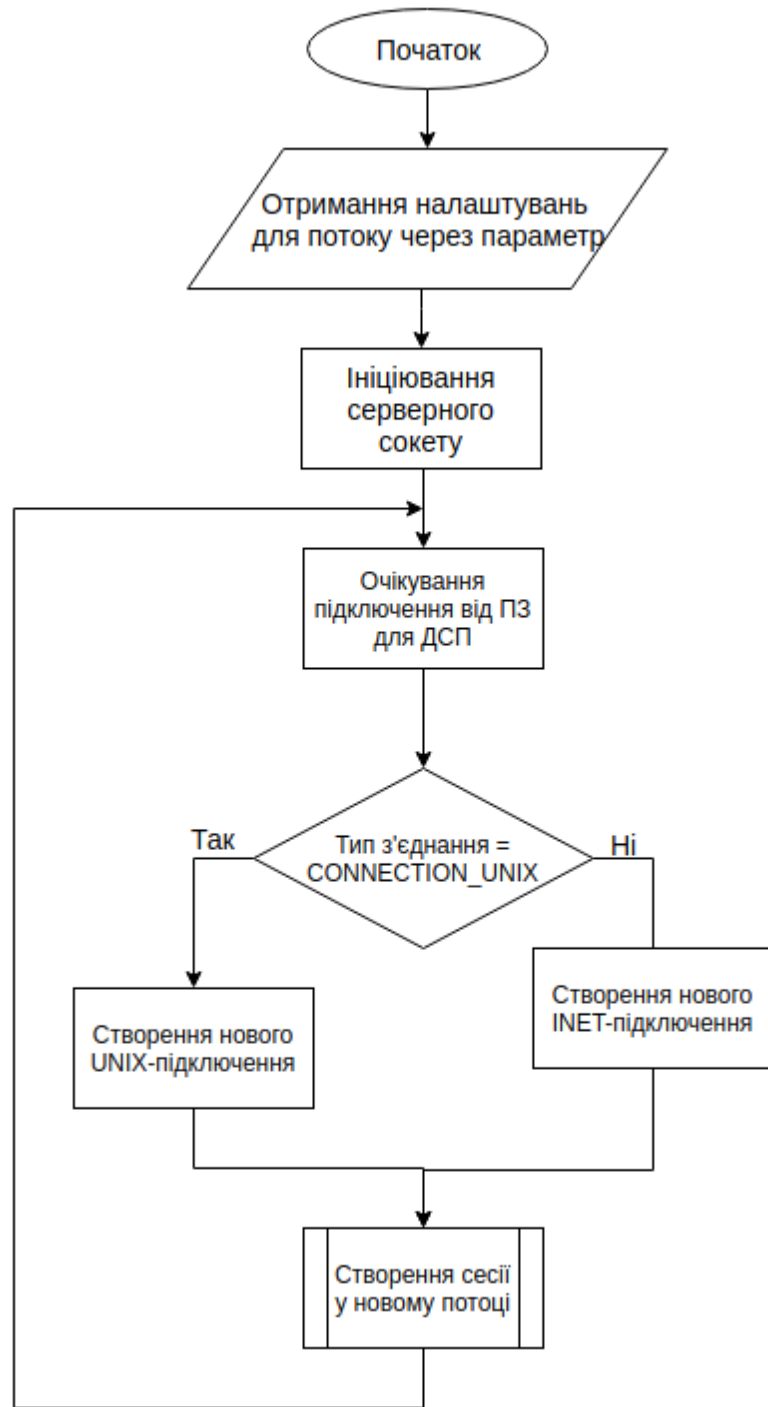 Початок
Отримання налаштувань
для потоку через параметр
Ініціювання
серверного
сокету
Очікування
підключення від ПЗ
для ДСП
Так
Тип з'єднання =
CONNECTION_UNIX
Ні
Створення нового
UNIX-підключення
Створення нового
INET-підключення
Створення сесії
у новому потоці